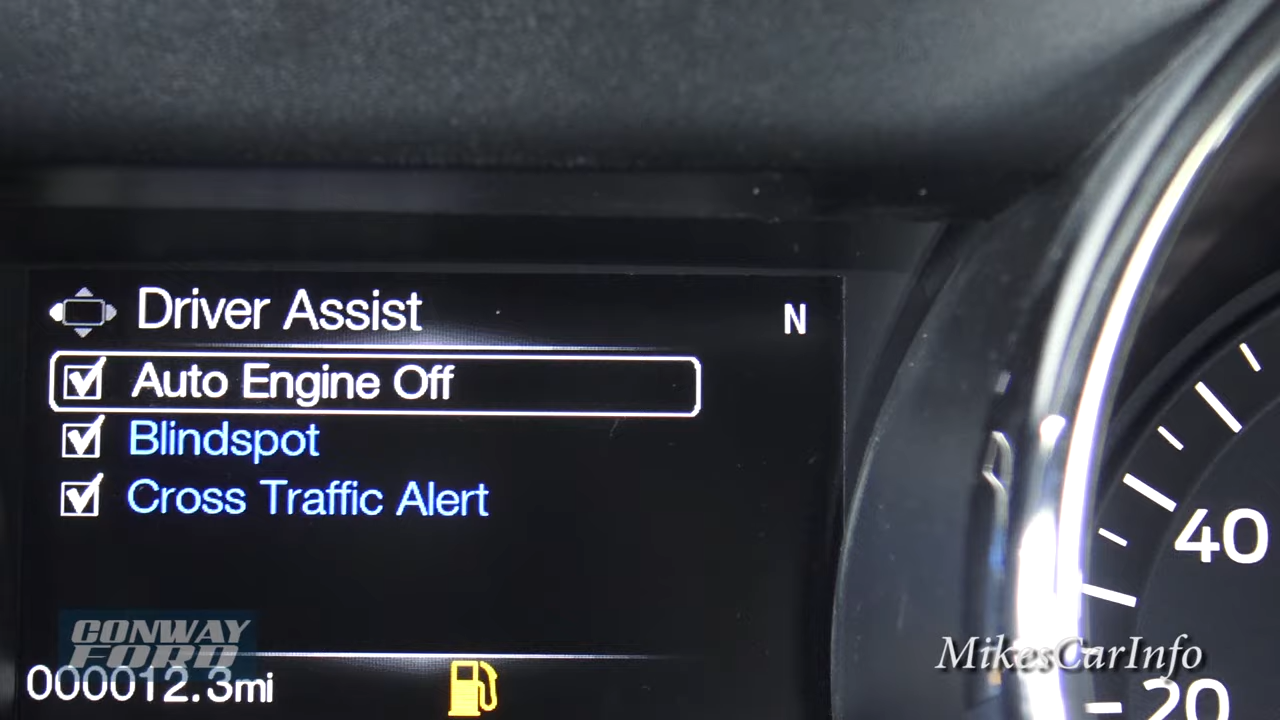 Driver Assist
N
Auto Engine Off
Blindspot
Cross Traffic Alert
40
CONWAY
FORD
MikesCarInfo
000012.3mi
20